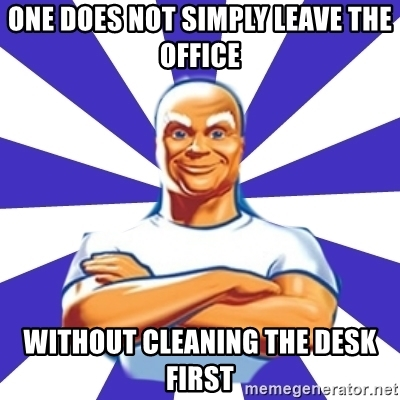 ONE DOES NOT SIMPLY LEAVE THE
OFFICE
WITHOUT CLEANING THE DESK
FIRST
memegenerator.net